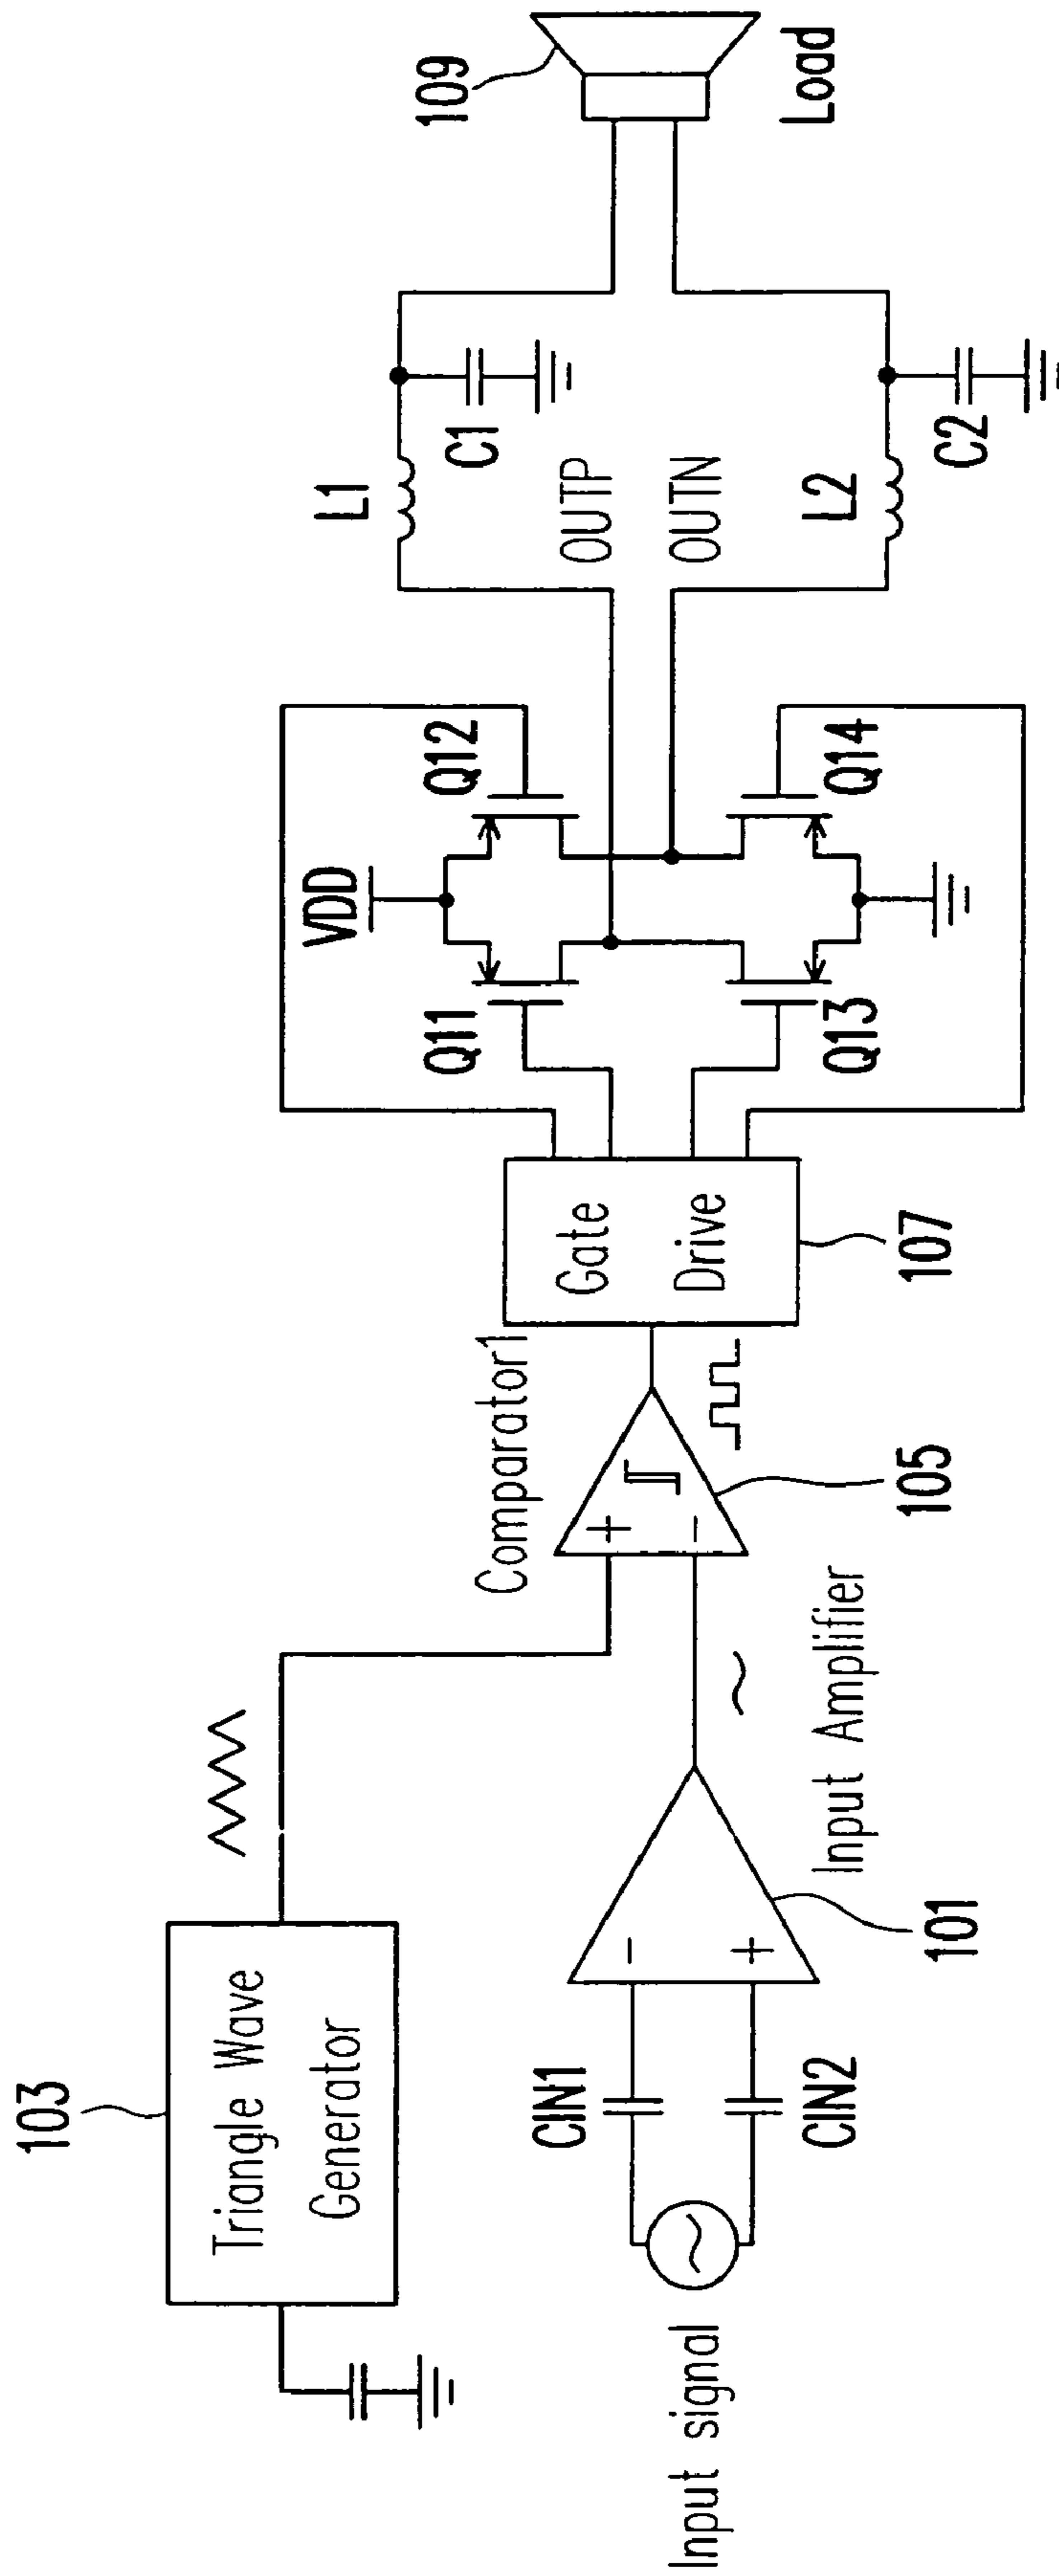 103
Triangle Wave
Generator
Input signal
CIN1
CIN2
101
Input Amplifier
Comparator1
105
Gate
Drive
107
VDD
Q11
Q12
Q13
Q14
OUTP
OUTN
L1
C1
L2
C2
109
Load